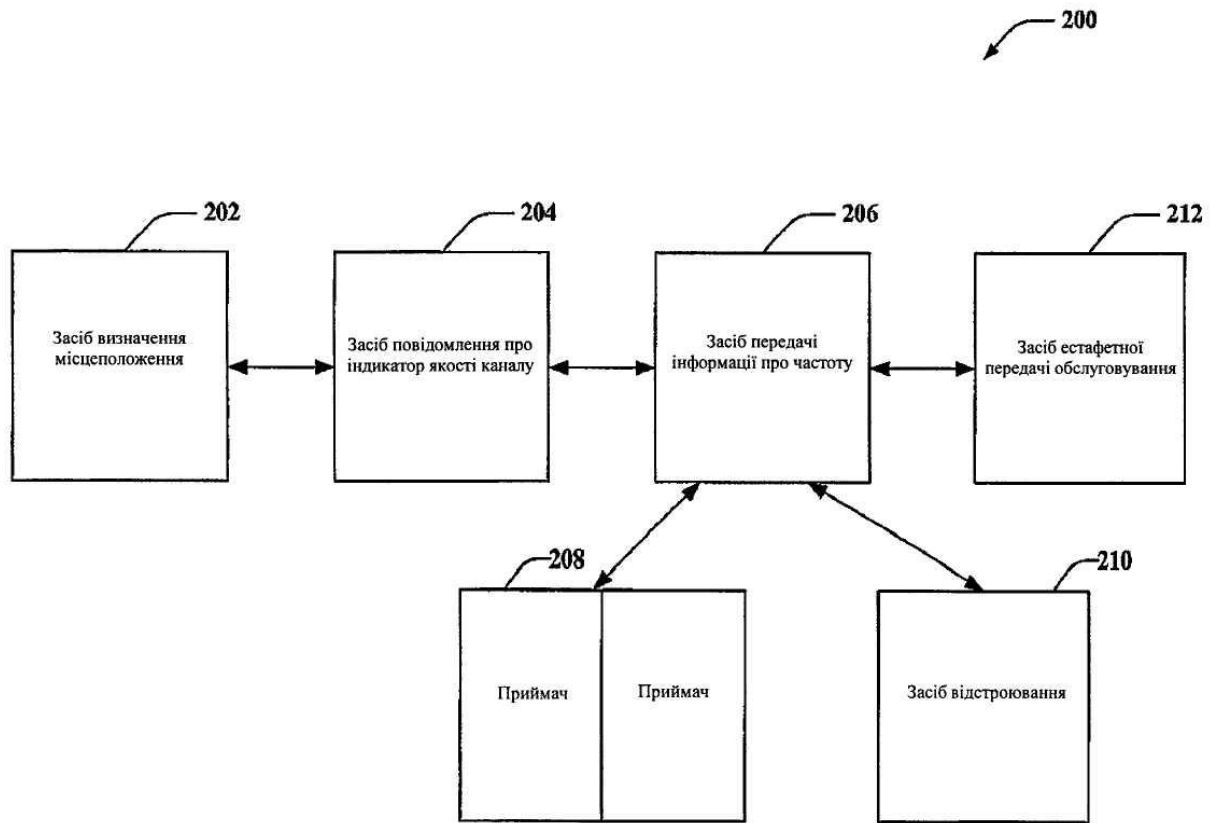 200
202
204
206
212
Засіб визначення
місцеположення
Засіб повідомлення про
індикатор якості каналу
Засіб передачі
інформації про частоту
Засіб естафетної
передачі обслуговування
208
210
Приймач
Приймач
Засіб відстроювання